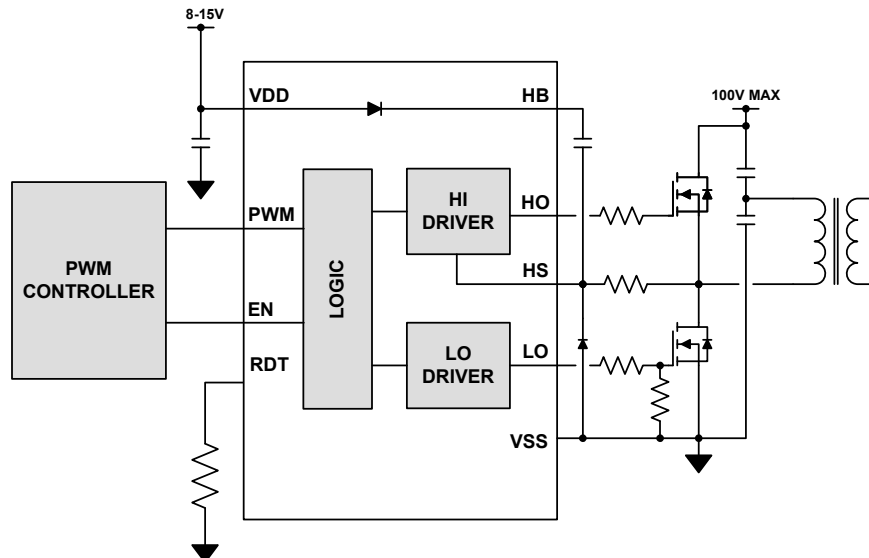 8-15V
VDD
HB
100V MAX
PWM
CONTROLLER
PWM
EN
RDT
LOGIC
HI
DRIVER
HO
HS
LO
DRIVER
LO
VSS